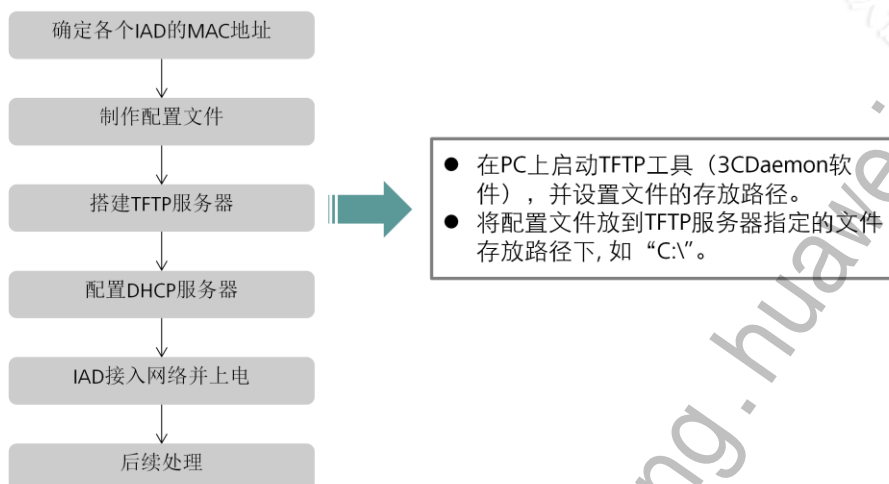 确定各个IAD的MAC地址
制作配置文件
搭建TFTP服务器
配置DHCP服务器
IAD接入网络并上电
后续处理
● 在PC上启动TFTP工具（3CDaemon软
件），并设置文件的存放路径。
● 将配置文件放到TFTP服务器指定的文件
存放路径下, 如“C:\”。
ng.huawe.